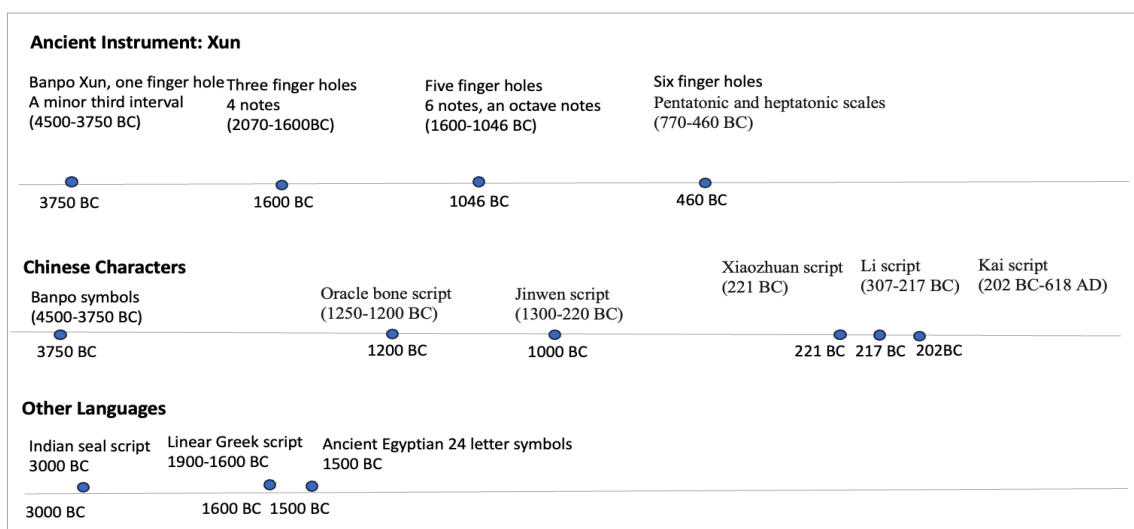 Ancient Instrument: Xun
Banpo Xun, one finger hole
A minor third interval
(4500-3750 BC)
Three finger holes
4 notes
(2070-1600BC)
Five finger holes
6 notes, an octave notes
(1600-1046 BC)
Six finger holes
Pentatonic and heptatonic scales
(770-460 BC)
3750 BC
1600 BC
1046 BC
460 BC
Chinese Characters
Banpo symbols
(4500-3750 BC)
Oracle bone script
(1250-1200 BC)
Jinwen script
(1300-220 BC)
Xiaozhuan script
(221 BC)
Li script
(307-217 BC)
Kai script
(202 BC-618 AD)
3750 BC
1200 BC
1000 BC
221 BC
217 BC
202BC
Other Languages
Indian seal script
3000 BC
Linear Greek script
1900-1600 BC
Ancient Egyptian 24 letter symbols
1500 BC
3000 BC
1600 BC
1500 BC